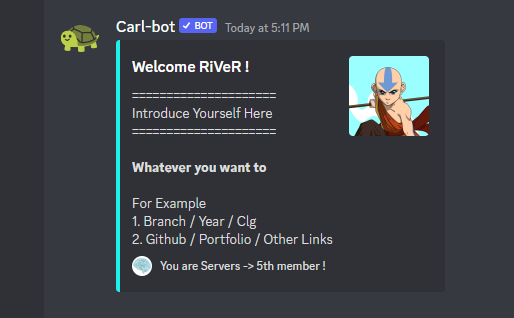 Carl-bot ✓ BOT Today at 5:11 PM
Welcome RiVeR !
=====================
Introduce Yourself Here
=====================
Whatever you want to
For Example
1. Branch / Year / Clg
2. Github / Portfolio / Other Links
You are Servers -> 5th member !